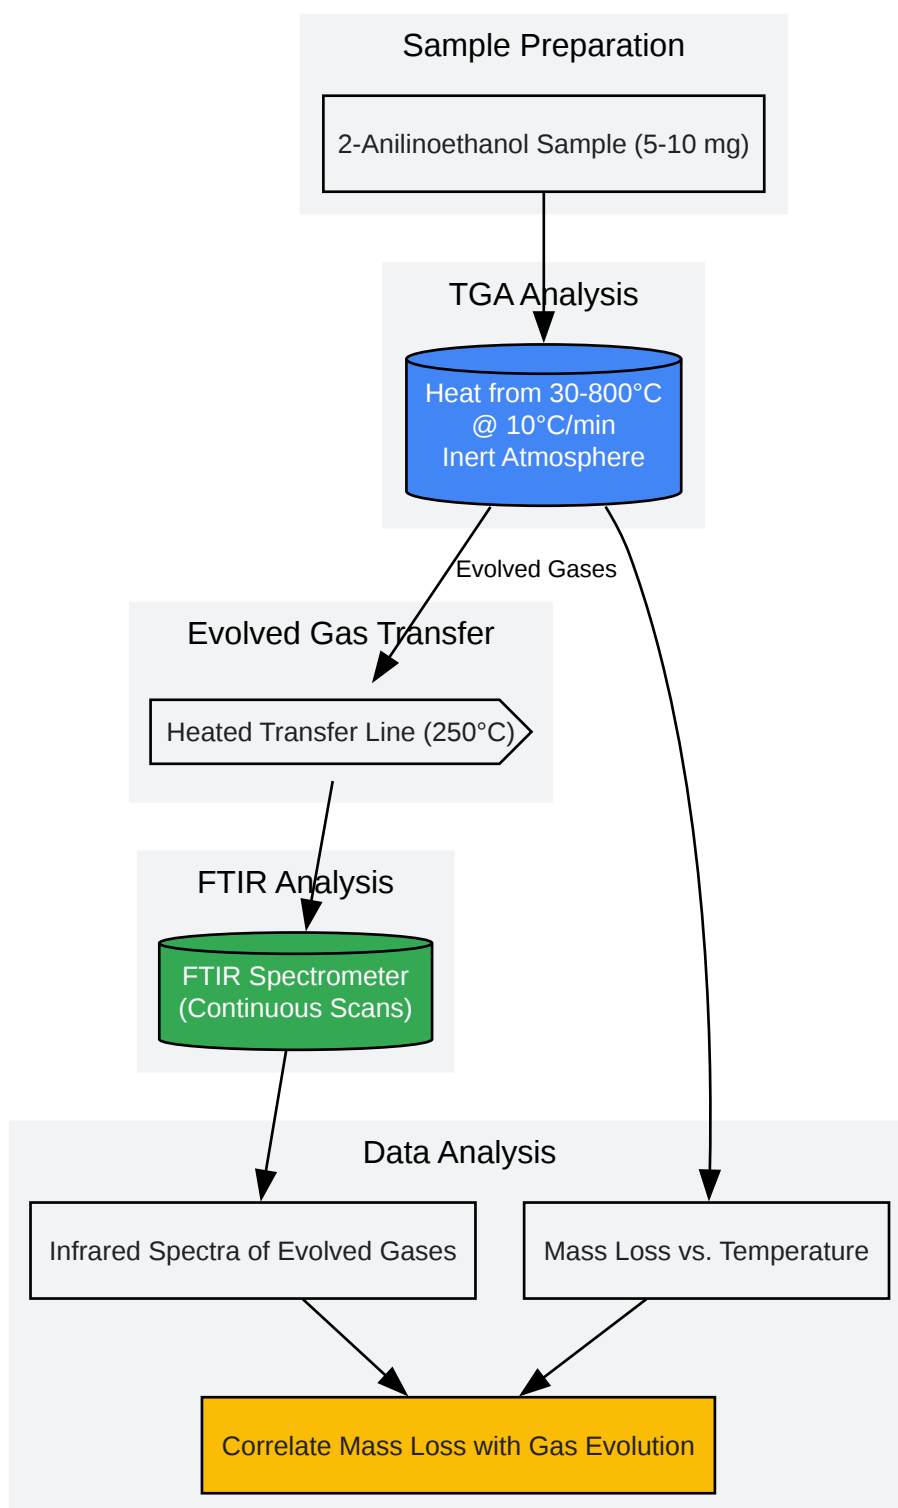 Sample Preparation
2-Anilinoethanol Sample (5-10 mg)
TGA Analysis
Heat from 30-800°C
@ 10°C/min
Inert Atmosphere
Evolved Gases
Evolved Gas Transfer
Heated Transfer Line (250°C)
FTIR Analysis
FTIR Spectrometer
(Continuous Scans)
Data Analysis
Infrared Spectra of Evolved Gases
Mass Loss vs. Temperature
Correlate Mass Loss with Gas Evolution